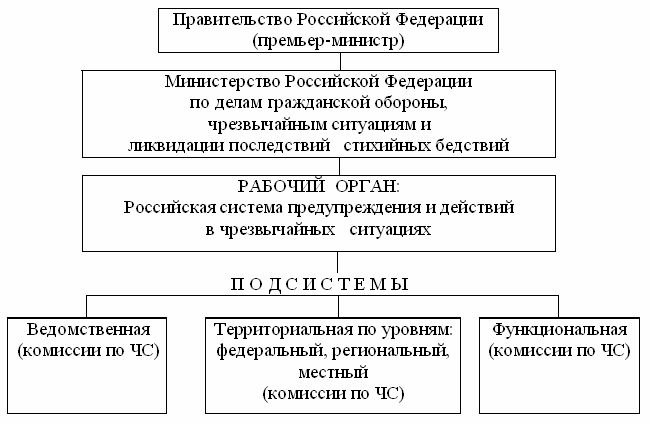 Правительство Российской Федерации
(премьер-министр)
Министерство Российской Федерации
по делам гражданской обороны,
чрезвычайным ситуациям и
ликвидации последствий стихийных бедствий
РАБОЧИЙ ОРГАН:
Российская система предупреждения и действий
в чрезвычайных ситуациях
П О Д С И С Т Е М Ы
Ведомственная
(комиссии по ЧС)
Территориальная по уровням:
федеральный, региональный,
местный
(комиссии по ЧС)
Функциональная
(комиссии по ЧС)